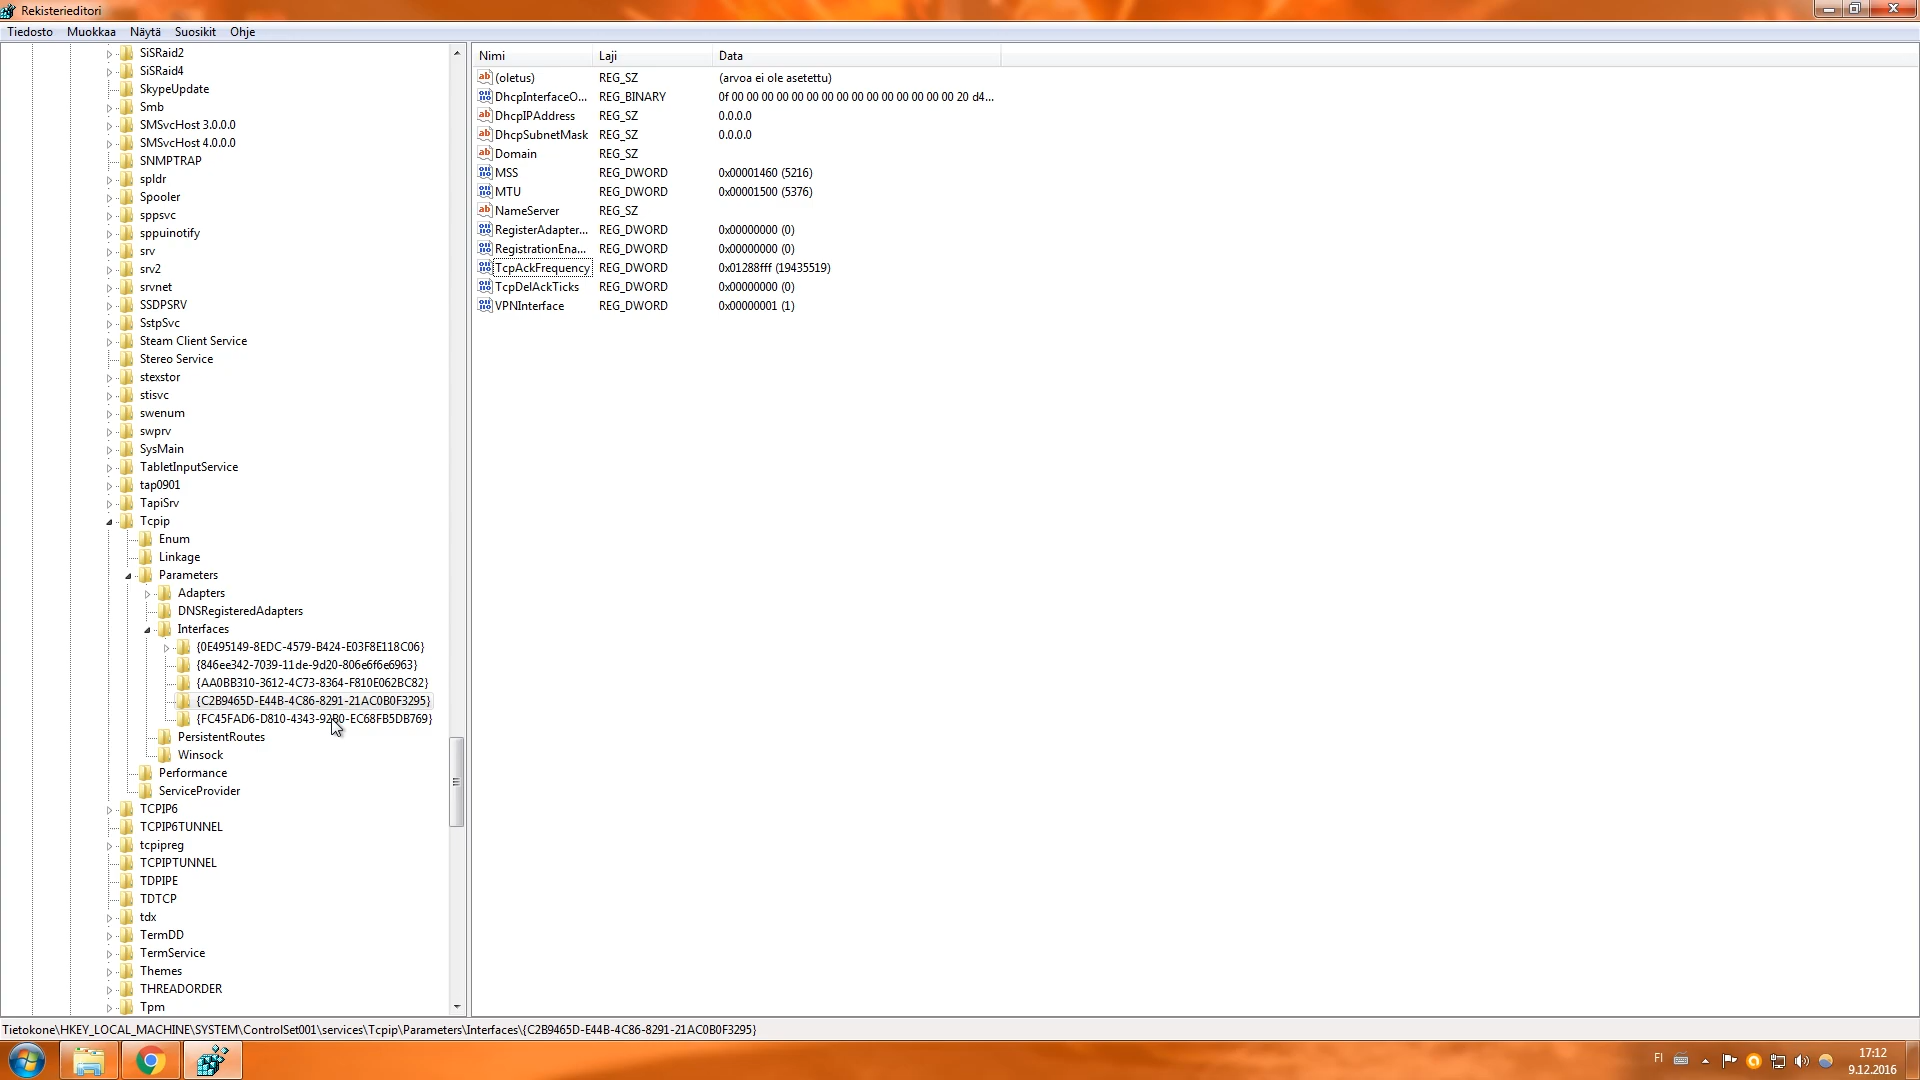 Rekisterieditori
Tiedosto Muokkaa Näytä Suosikit Ohje
SiSRaid2
SiSRaid4
SkypeUpdate
Smb
SMSvcHost 3.0.0.0
SMSvcHost 4.0.0.0
SNMPTRAP
spldr
Spooler
sppsvc
sppuinotify
srv
srv2
srvnet
SSDPSRV
SstpSvc
Steam Client Service
Stereo Service
stexstor
stisvc
swenum
swprv
SysMain
TabletInputService
tap0901
TapiSrv
Tcpip
Enum
Linkage
Parameters
Adapters
DNSRegisteredAdapters
Interfaces
{0E495149-8EDC-4579-B424-E03F8E118C06}
{846ee342-7039-11de-9d20-806e6f6e6963}
{AA0BB310-3612-4C73-8364-F810E062BC82}
{C2B9465D-E44B-4C86-8291-21AC0B0F3295}
PersistentRoutes
Winsock
Performance
ServiceProvider
TCPIP6
TCPIP6TUNNEL
tcpipreg
TCPIPTUNNEL
TDPIPE
TDTCP
tdx
TermDD
TermService
Themes
THREADORDER
Tpm
Nimi Laji Data
(oletus) REG_SZ (arvoa ei ole asetettu)
DhcpInterfaceO... REG_BINARY 0f 00 00 00 00 00 00 00 00 00 00 00 00 00 00 00 20 d4...
DhcpIPAddress REG_SZ 0.0.0.0
DhcpSubnetMask REG_SZ 0.0.0.0
Domain REG_SZ
MSS REG_DWORD 0x00001460 (5216)
MTU REG_DWORD 0x00001500 (5376)
NameServer REG_SZ
RegisterAdapter... REG_DWORD 0x00000000 (0)
RegistrationEna... REG_DWORD 0x00000000 (0)
TcpAckFrequency REG_DWORD 0x01288fff (19435519)
TcpDelAckTicks REG_DWORD 0x00000000 (0)
VPNInterface REG_DWORD 0x00000001 (1)
Tietokone\HKEY_LOCAL_MACHINE\SYSTEM\ControlSet001\services\Tcpip\Parameters\Interfaces\{C2B9465D-E44B-4C86-8291-21AC0B0F3295}
FI
17:12
9.12.2016